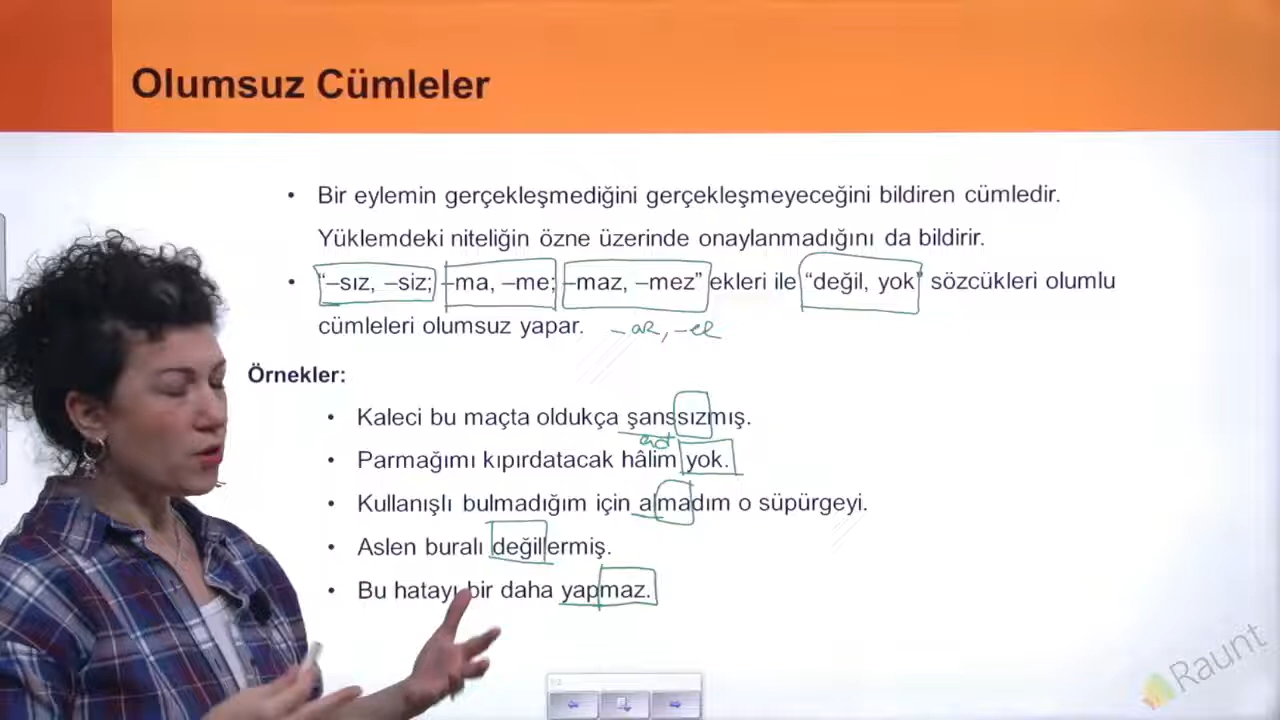 Olumsuz Cümleler
• Bir eylemin gerçekleşmediğini gerçekleşmeyeceğini bildiren cümledir.
Yüklemdeki niteliğin özne üzerinde onaylanmadığını da bildirir.
• “–sız, –siz; –ma, –me; –maz, –mez” ekleri ile “değil, yok” sözcükleri olumlu
cümleleri olumsuz yapar. –ar, –er
Örnekler:
• Kaleci bu maçta oldukça şanssızmış.
• Parmağımı kıpırdatacak hâlim yok.
• Kullanışlı bulmadığım için almadım o süpürgeyi.
• Aslen buralı değillermiş.
• Bu hatayı bir daha yapmaz.
Raunt